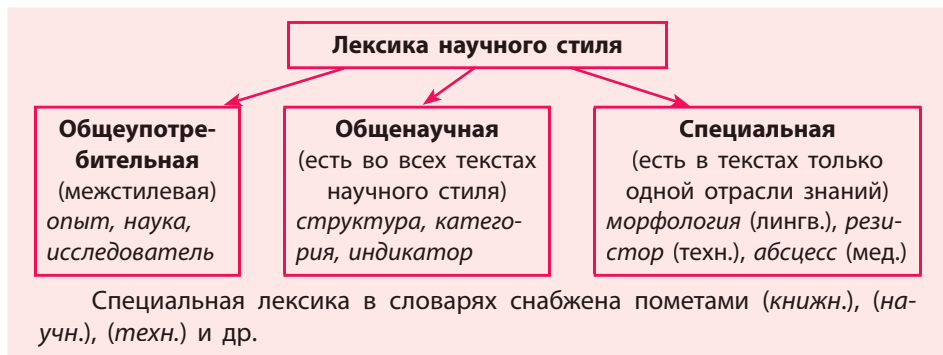 Лексика научного стиля
Общеупотре-
бительная
(межстилевая)
опыт, наука,
исследователь
Общенаучная
(есть во всех текстах
научного стиля)
структура, катего-
рия, индикатор
Специальная
(есть в текстах только
одной отрасли знаний)
морфология (лингв.), рези-
стор (техн.), абсцесс (мед.)
Специальная лексика в словарях снабжена пометами (книжн.), (на-
учн.), (техн.) и др.